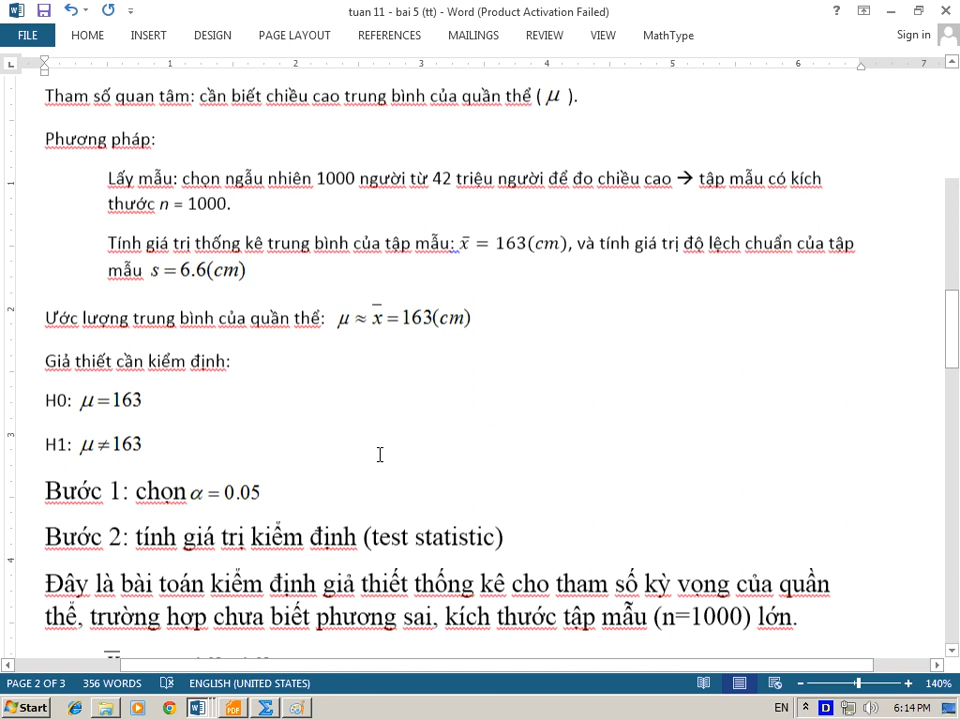 tuan 11 - bai 5 (tt) - Word (Product Activation Failed)
FILE HOME INSERT DESIGN PAGE LAYOUT REFERENCES MAILINGS REVIEW VIEW MathType Sign in
1 2 3 4 5 6 7
Tham số quan tâm: cần biết chiều cao trung bình của quần thể ( μ ).
Phương pháp:
Lấy mẫu: chọn ngẫu nhiên 1000 người từ 42 triệu người để đo chiều cao → tập mẫu có kích
thước n = 1000.
Tính giá trị thống kê trung bình của tập mẫu: x̄ = 163(cm), và tính giá trị độ lệch chuẩn của tập
mẫu s = 6.6(cm)
Ước lượng trung bình của quần thể: μ ≈ x̄ = 163(cm)
Giả thiết cần kiểm định:
H0: μ = 163
H1: μ ≠ 163
Bước 1: chọn α = 0.05
Bước 2: tính giá trị kiểm định (test statistic)
Đây là bài toán kiểm định giả thiết thống kê cho tham số kỳ vọng của quần
thể, trường hợp chưa biết phương sai, kích thước tập mẫu (n=1000) lớn.
PAGE 2 OF 3 356 WORDS ENGLISH (UNITED STATES) 140%
Start EN 6:14 PM